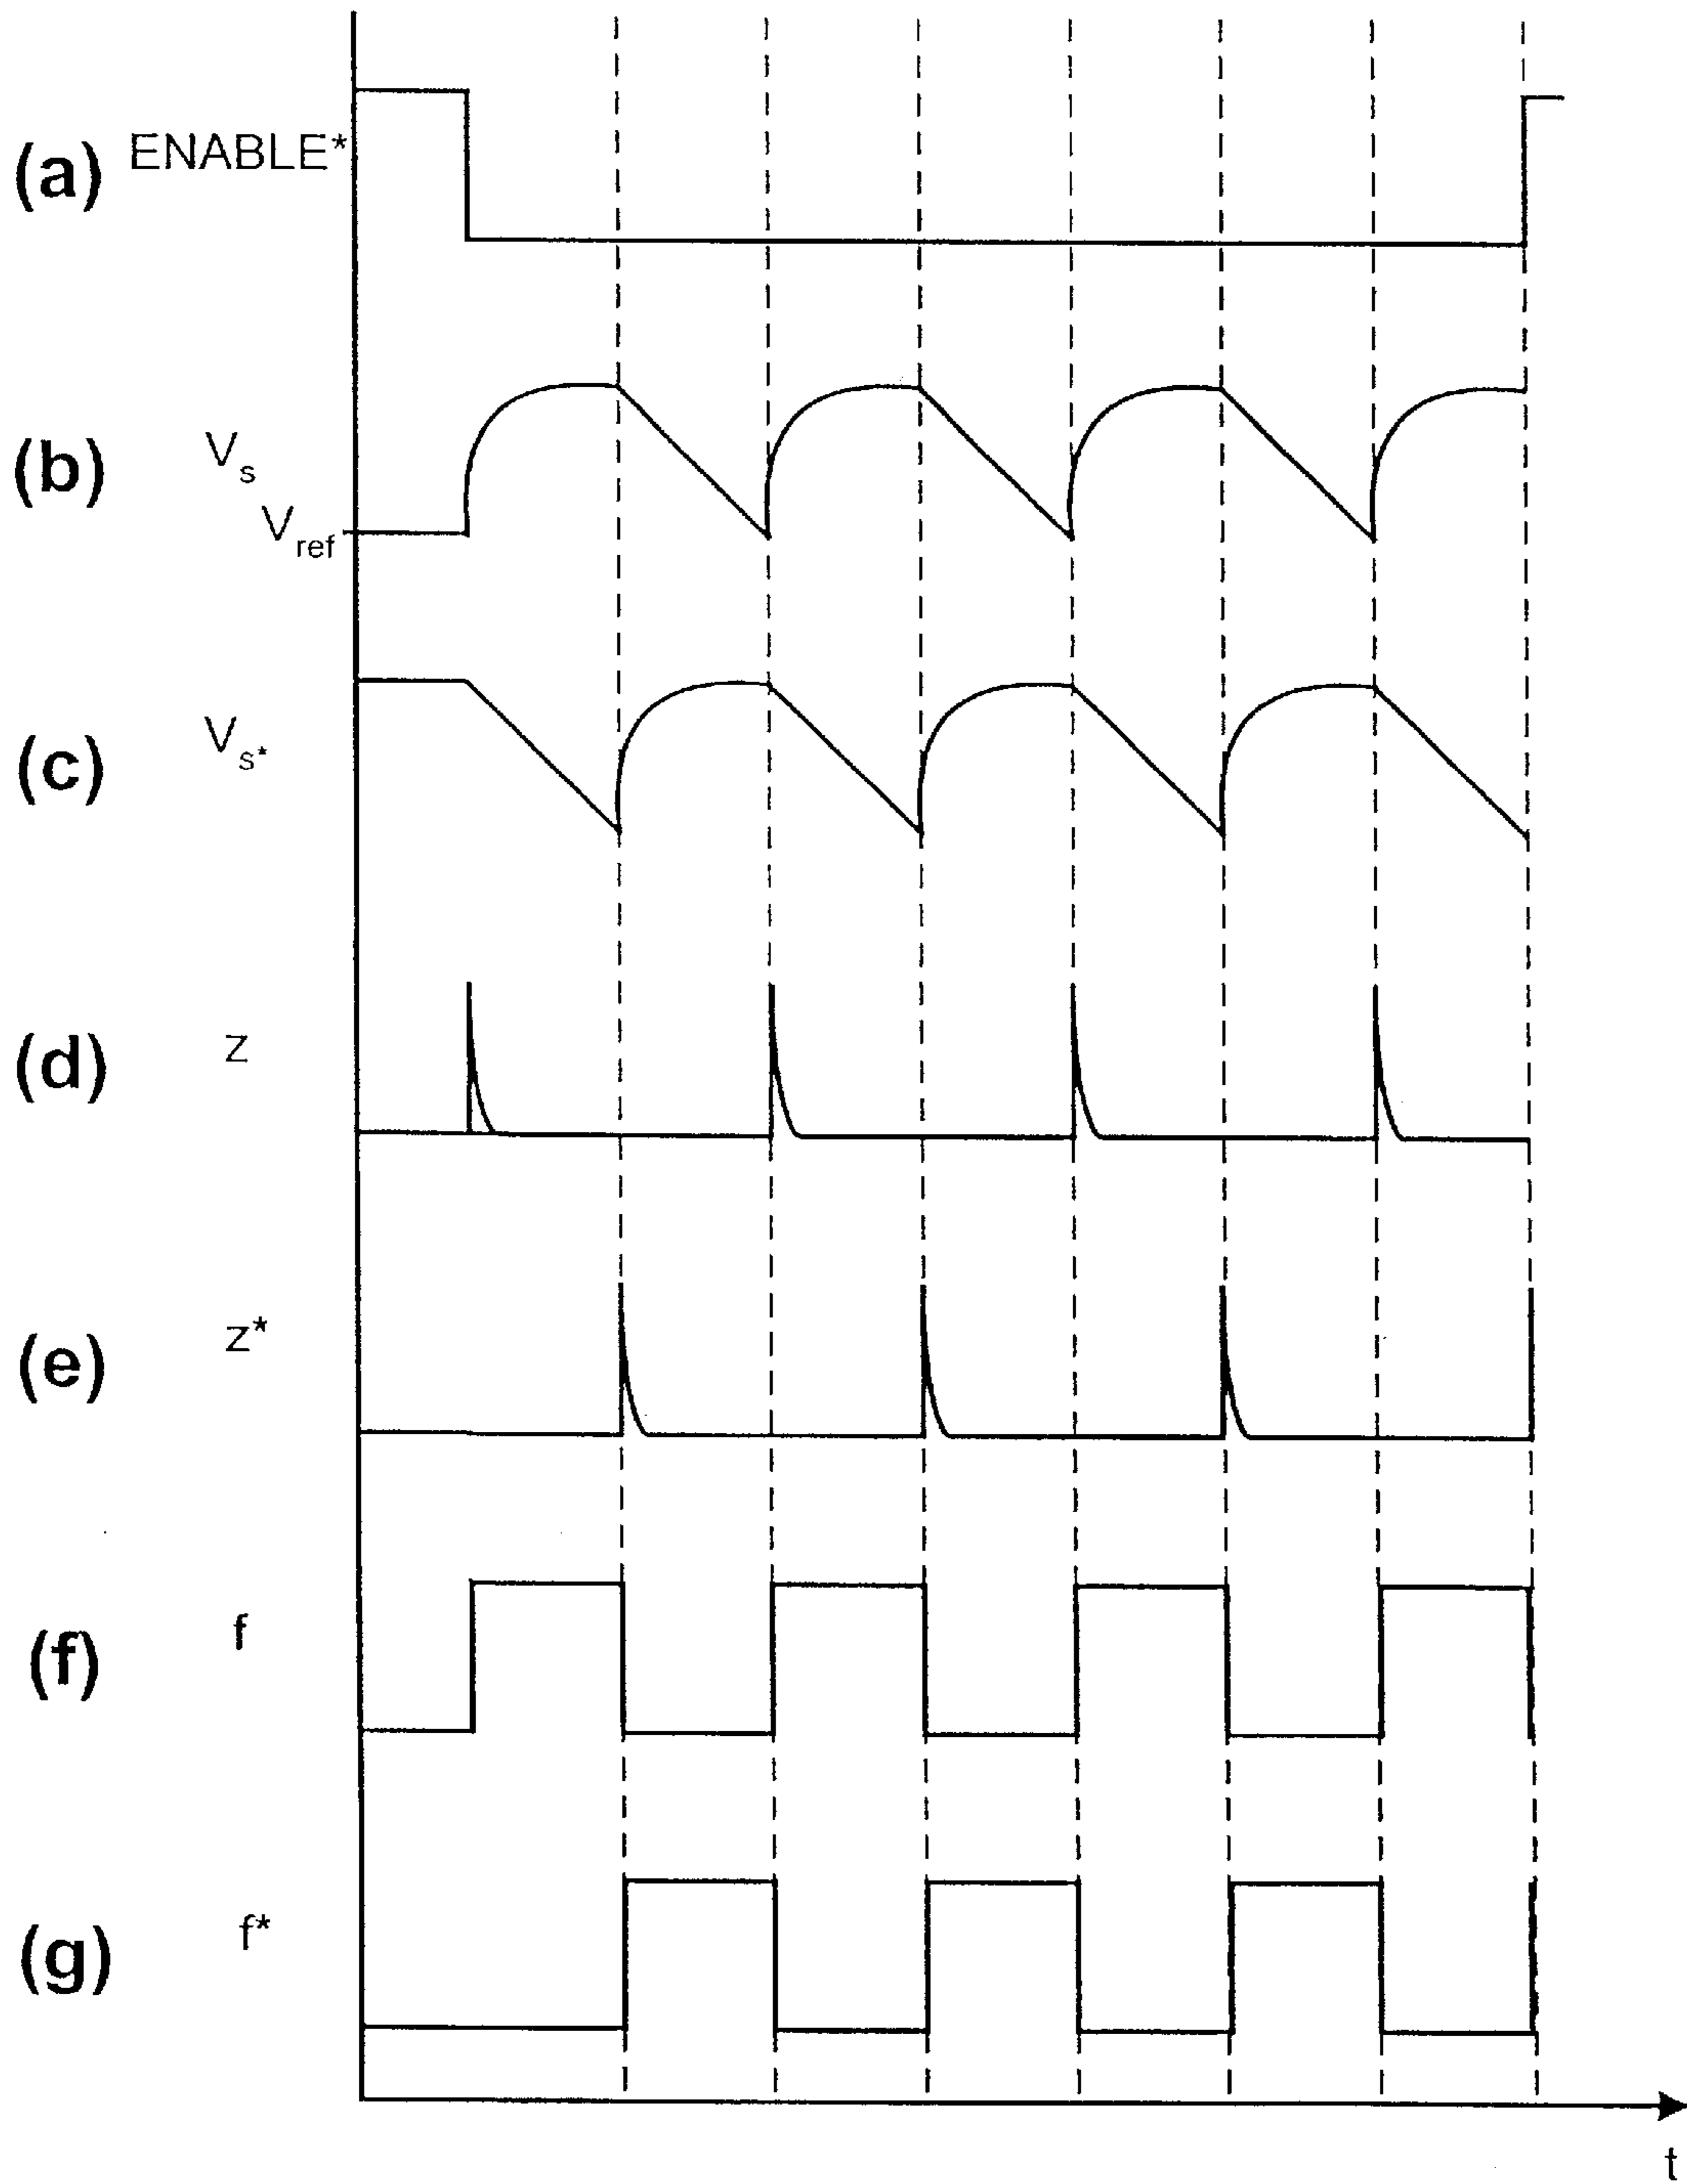 (a) ENABLE*
(b) Vs
Vref
(c) Vs*
(d) z
(e) z*
(f) f
(g) f*
t